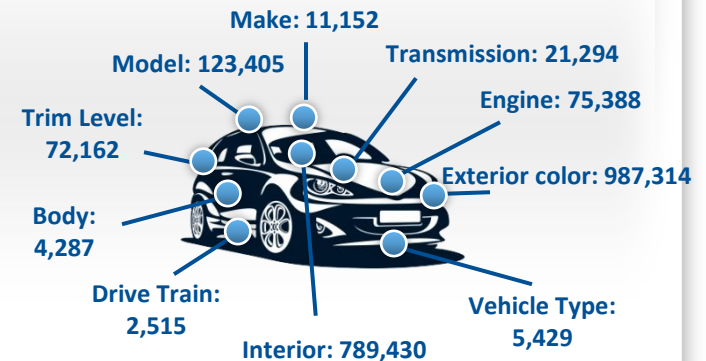 Make: 11,152
Model: 123,405
Transmission: 21,294
Engine: 75,388
Trim Level:
72,162
Exterior color: 987,314
Body:
4,287
Drive Train:
2,515
Vehicle Type:
5,429
Interior: 789,430